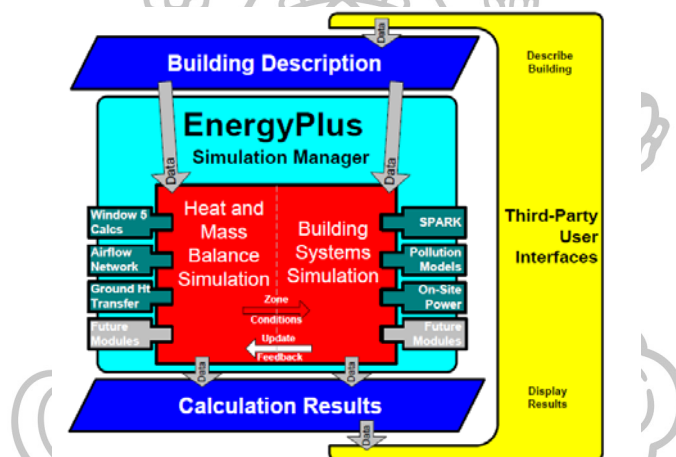 Data
Building Description
Describe
Building
EnergyPlus
Simulation Manager
Data
Data
Window 5
Calcs
Airflow
Network
Ground Ht
Transfer
Future
Modules
Heat and
Mass
Balance
Simulation
Building
Systems
Simulation
Zone
Conditions
Update
Feedback
SPARK
Pollution
Models
On-Site
Power
Future
Modules
Third-Party
User
Interfaces
Data
Data
Calculation Results
Display
Results
Data